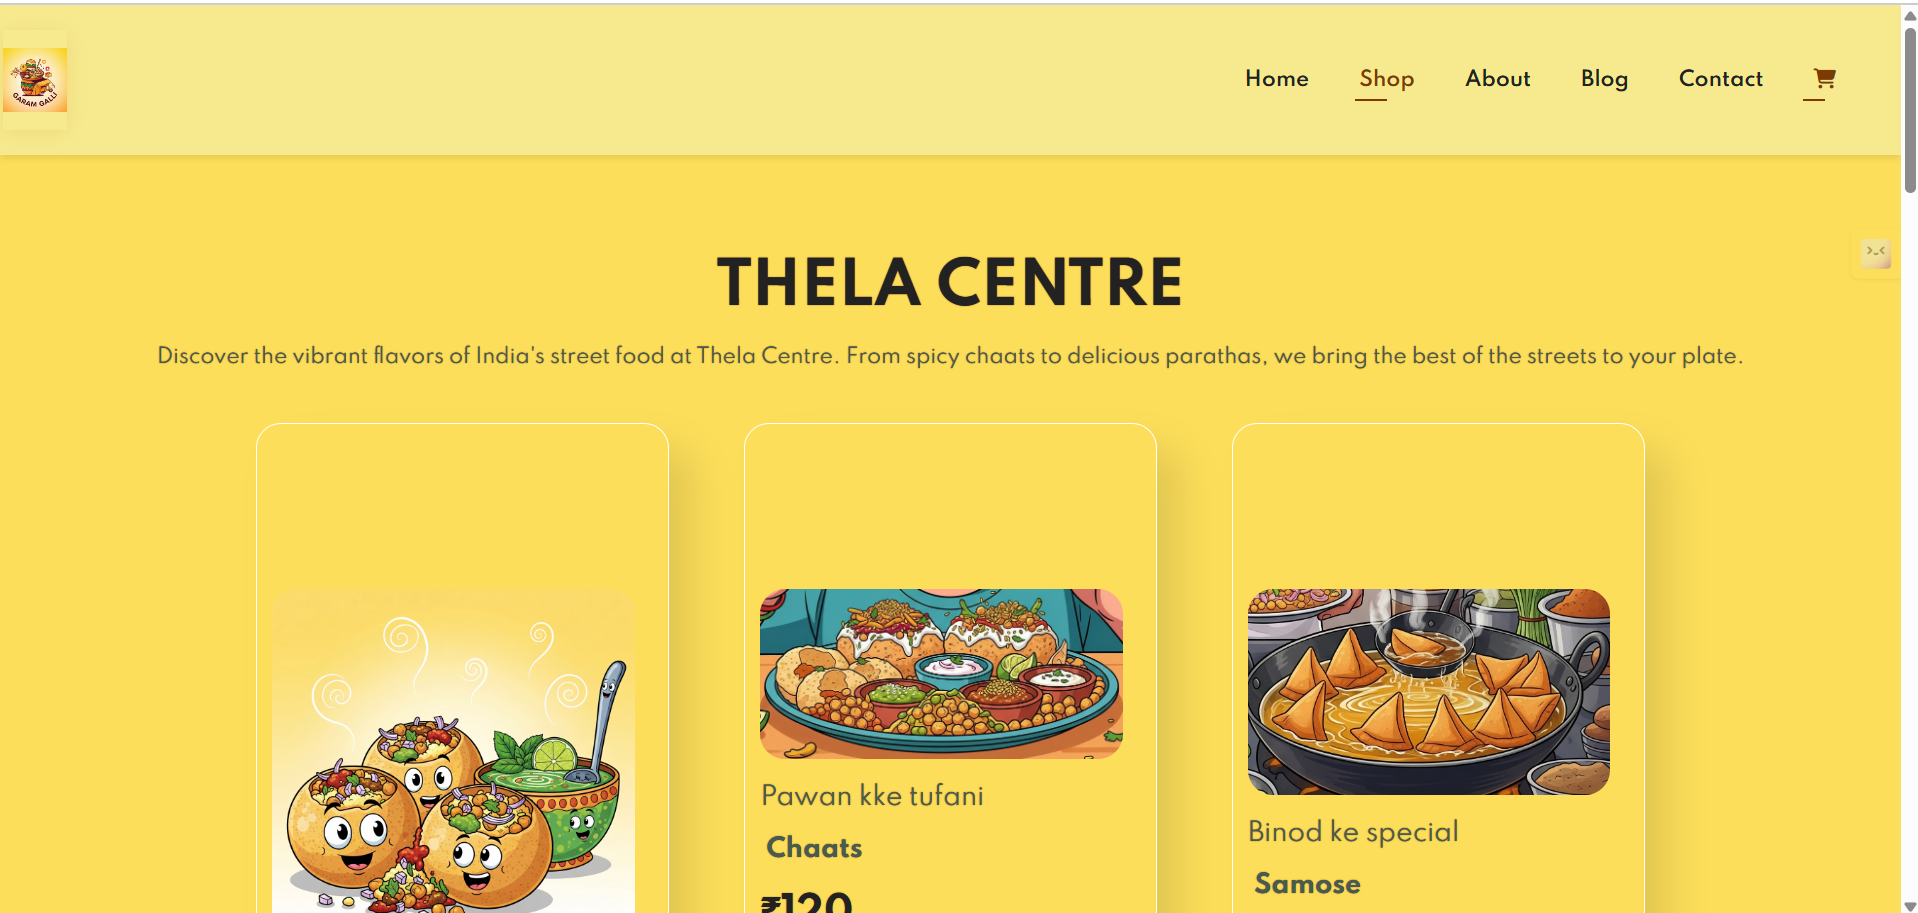 GARAM GALLI
Home Shop About Blog Contact
THELA CENTRE
Discover the vibrant flavors of India's street food at Thela Centre. From spicy chaats to delicious parathas, we bring the best of the streets to your plate.
Pawan kke tufani
Chaats
₹120
Binod ke special
Samose